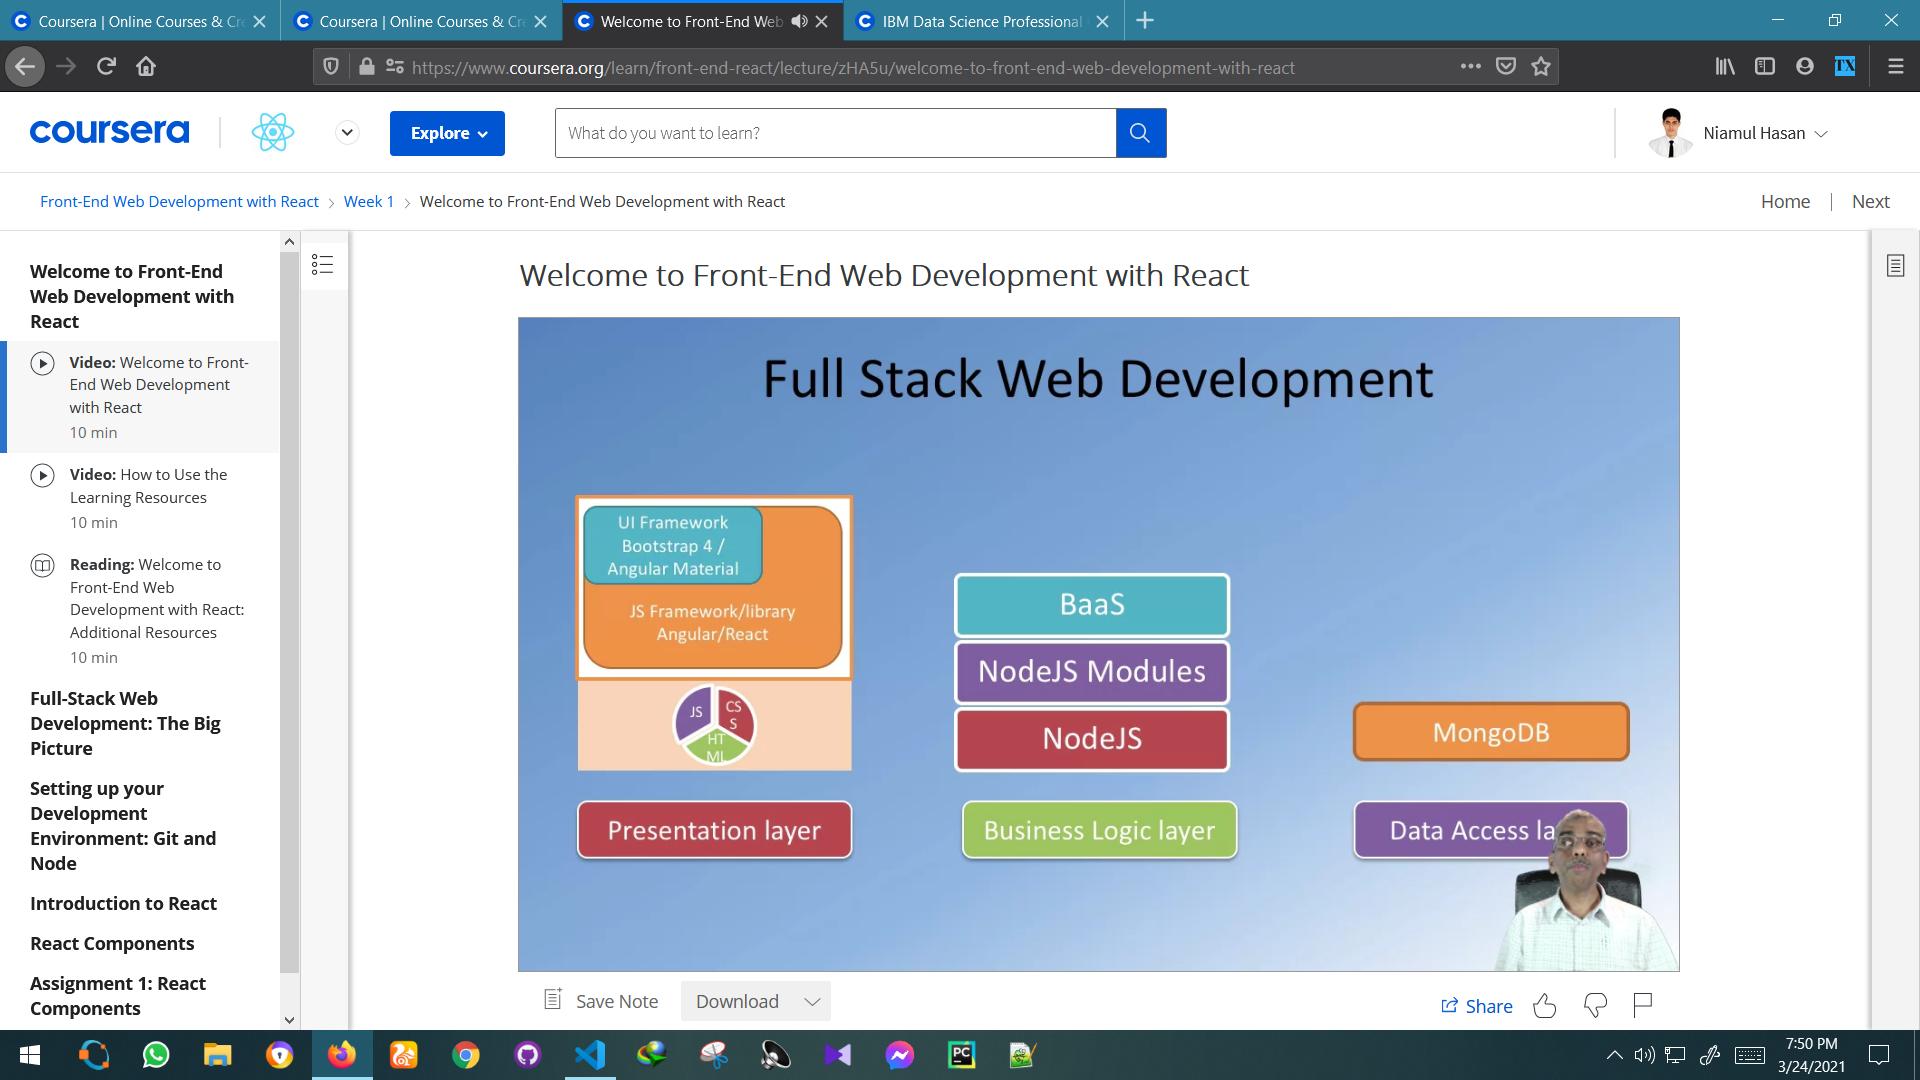 Coursera | Online Courses & Cre
Coursera | Online Courses & Cre
Welcome to Front-End Web
IBM Data Science Professional
https://www.coursera.org/learn/front-end-react/lecture/zHA5u/welcome-to-front-end-web-development-with-react
TX
coursera
Explore
What do you want to learn?
Niamul Hasan
Front-End Web Development with React > Week 1 > Welcome to Front-End Web Development with React
Home | Next
Welcome to Front-End
Web Development with
React
Video: Welcome to Front-
End Web Development
with React
10 min
Video: How to Use the
Learning Resources
10 min
Reading: Welcome to
Front-End Web
Development with React:
Additional Resources
10 min
Full-Stack Web
Development: The Big
Picture
Setting up your
Development
Environment: Git and
Node
Introduction to React
React Components
Assignment 1: React
Components
Welcome to Front-End Web Development with React
Full Stack Web Development
UI Framework
Bootstrap 4 /
Angular Material
JS Framework/library
Angular/React
JS
CS
S
HT
ML
Presentation layer
BaaS
NodeJS Modules
NodeJS
Business Logic layer
MongoDB
Data Access la
Save Note
Download
Share
PC
7:50 PM
3/24/2021